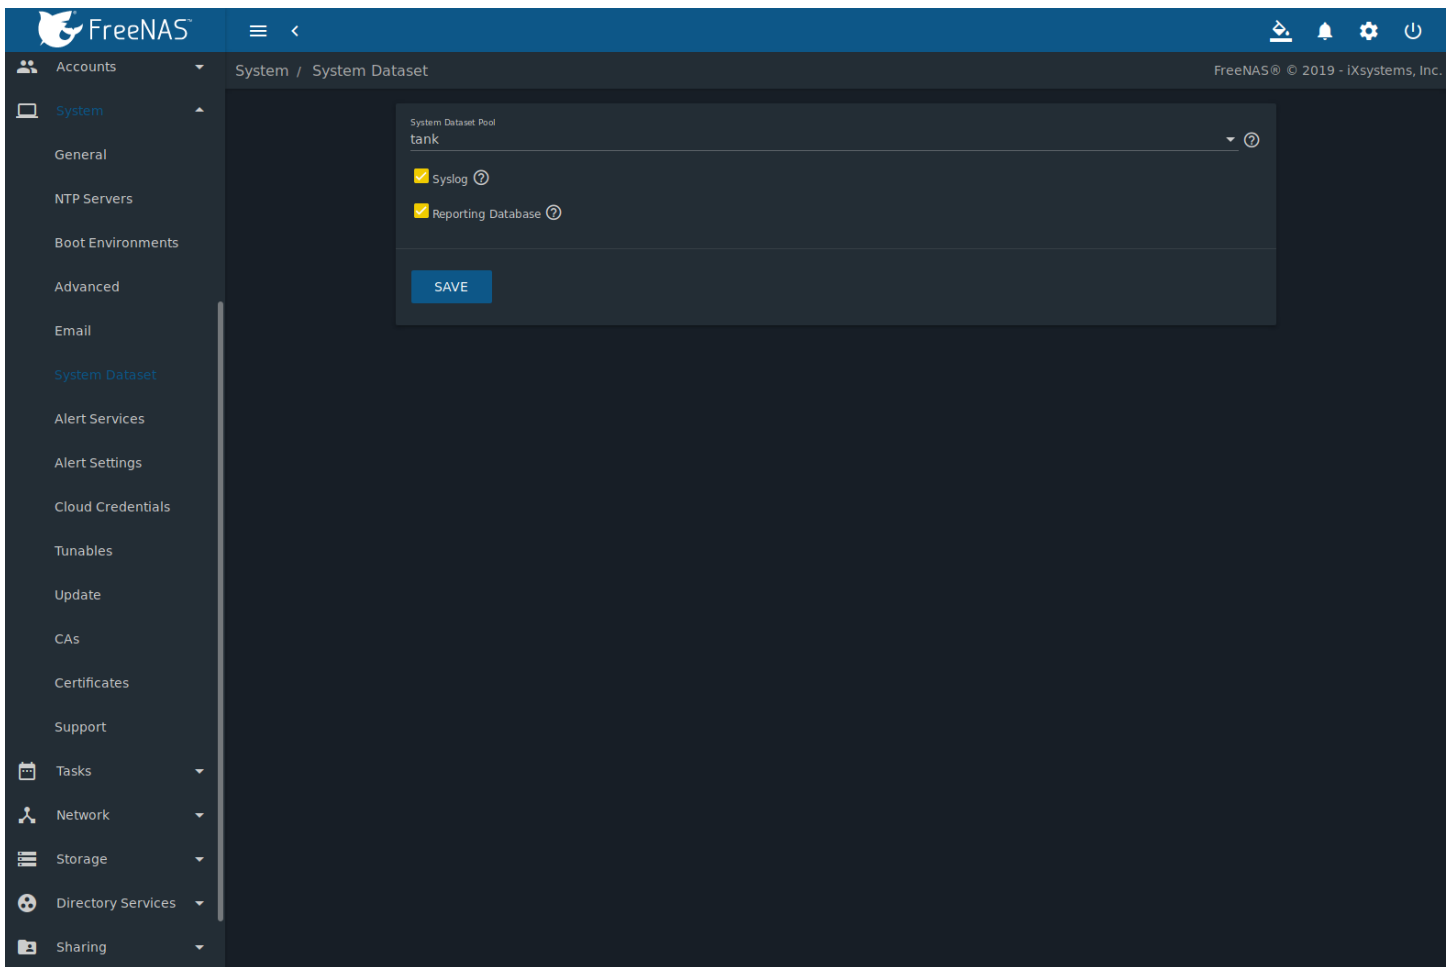 FreeNAS™
Accounts
System
General
NTP Servers
Boot Environments
Advanced
Email
System Dataset
Alert Services
Alert Settings
Cloud Credentials
Tunables
Update
CAs
Certificates
Support
Tasks
Network
Storage
Directory Services
Sharing
System / System Dataset
FreeNAS® © 2019 - iXsystems, Inc.
System Dataset Pool
tank
Syslog
Reporting Database
SAVE